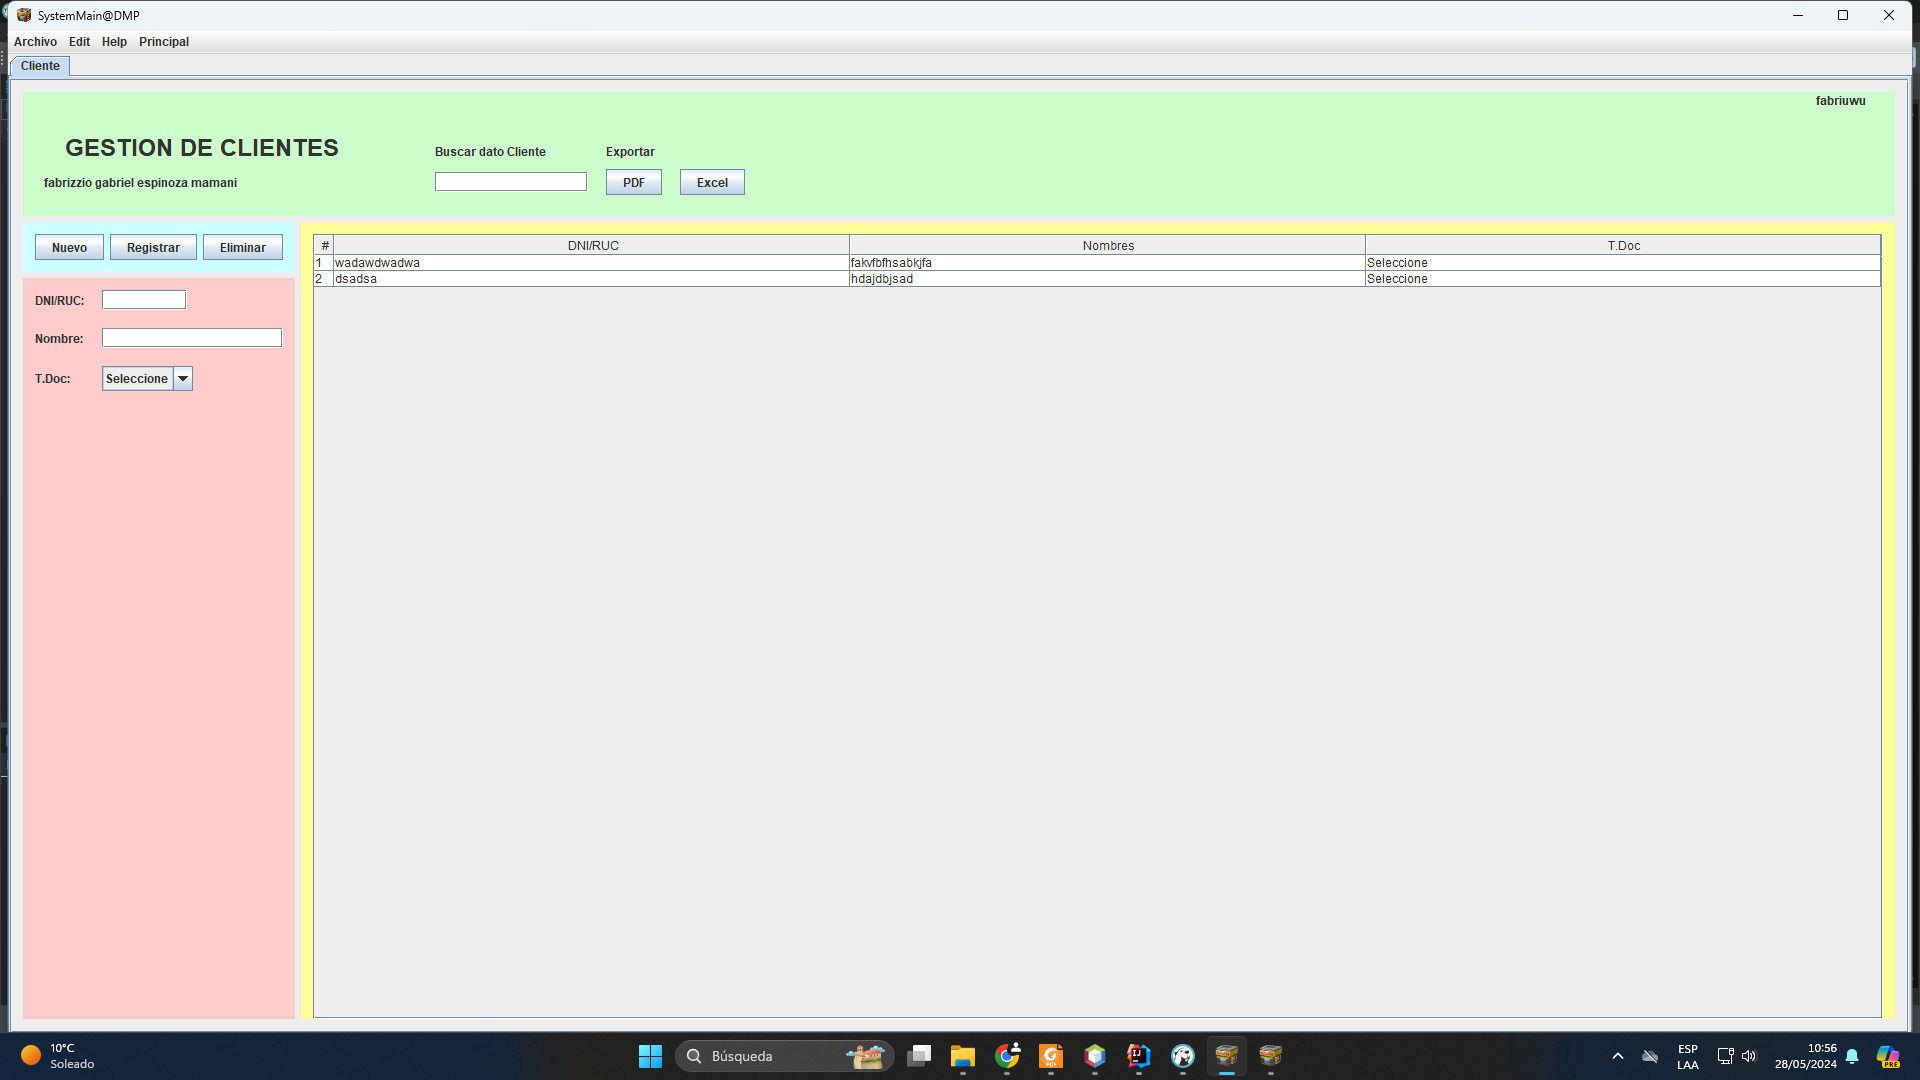 SystemMain@DMP
Archivo Edit Help Principal
Cliente
fabriuwu
GESTION DE CLIENTES
Buscar dato Cliente Exportar
fabrizzio gabriel espinoza mamani
PDF Excel
Nuevo Registrar Eliminar
# DNI/RUC Nombres T.Doc
1 wadawdwadwa fakvfbfhsabkjfa Seleccione
2 dsadsa hdajdbjsad Seleccione
DNI/RUC:
Nombre:
T.Doc: Seleccione
10°C
Soleado
Búsqueda
ESP
LAA
10:56
28/05/2024